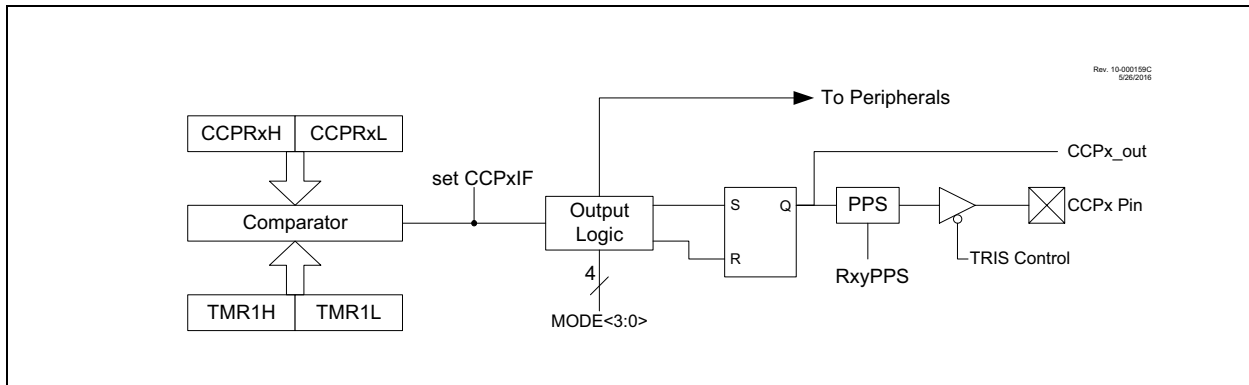 Rev. 10-000159C
5/26/2016
To Peripherals
CCPRxH CCPRxL
CCPx_out
set CCPxIF
Comparator
Output
Logic
S Q
R
PPS
CCPx Pin
TRIS Control
RxyPPS
4
TMR1H TMR1L
MODE<3:0>